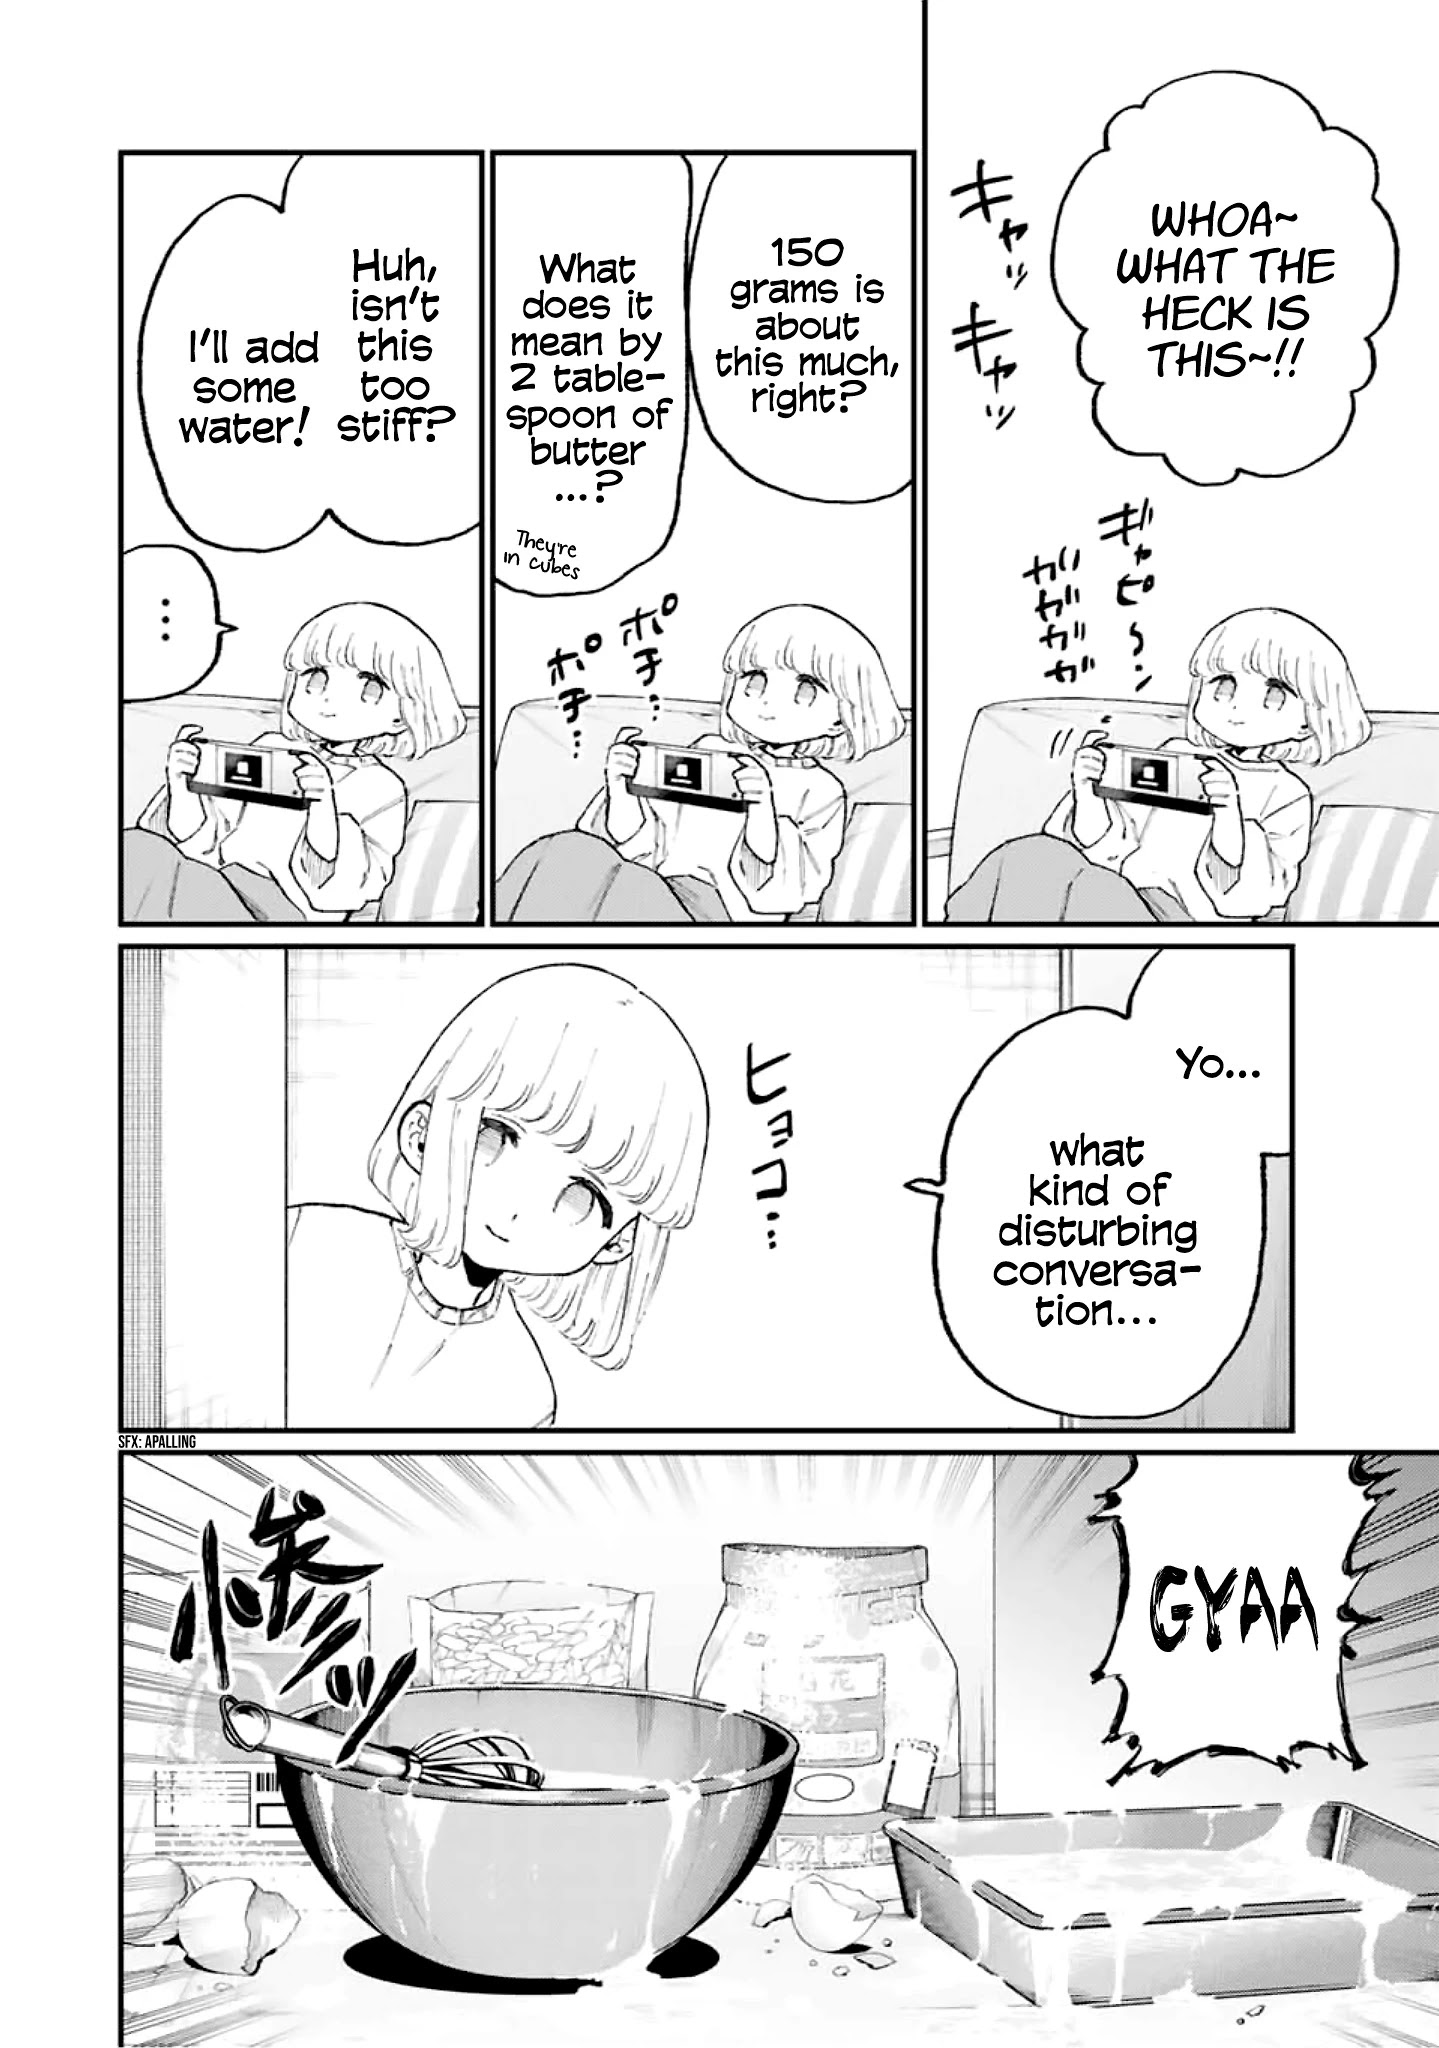 WHOA~
WHAT THE
HECK IS
THIS~!!
キャッ
キャッ
ギャピ〜
ガガガガ
150
grams is
about
this much,
right?
What
does it
mean by
2 table-
spoon of
butter
...?
They're
in cubes
ポチ…
ポチ…
Huh,
isn't
this
too
stiff?
I'll add
some
water!
...
Yo...
what
kind of
disturbing
conversa-
tion...
ヒョコ…
SFX: APALLING
GYAA